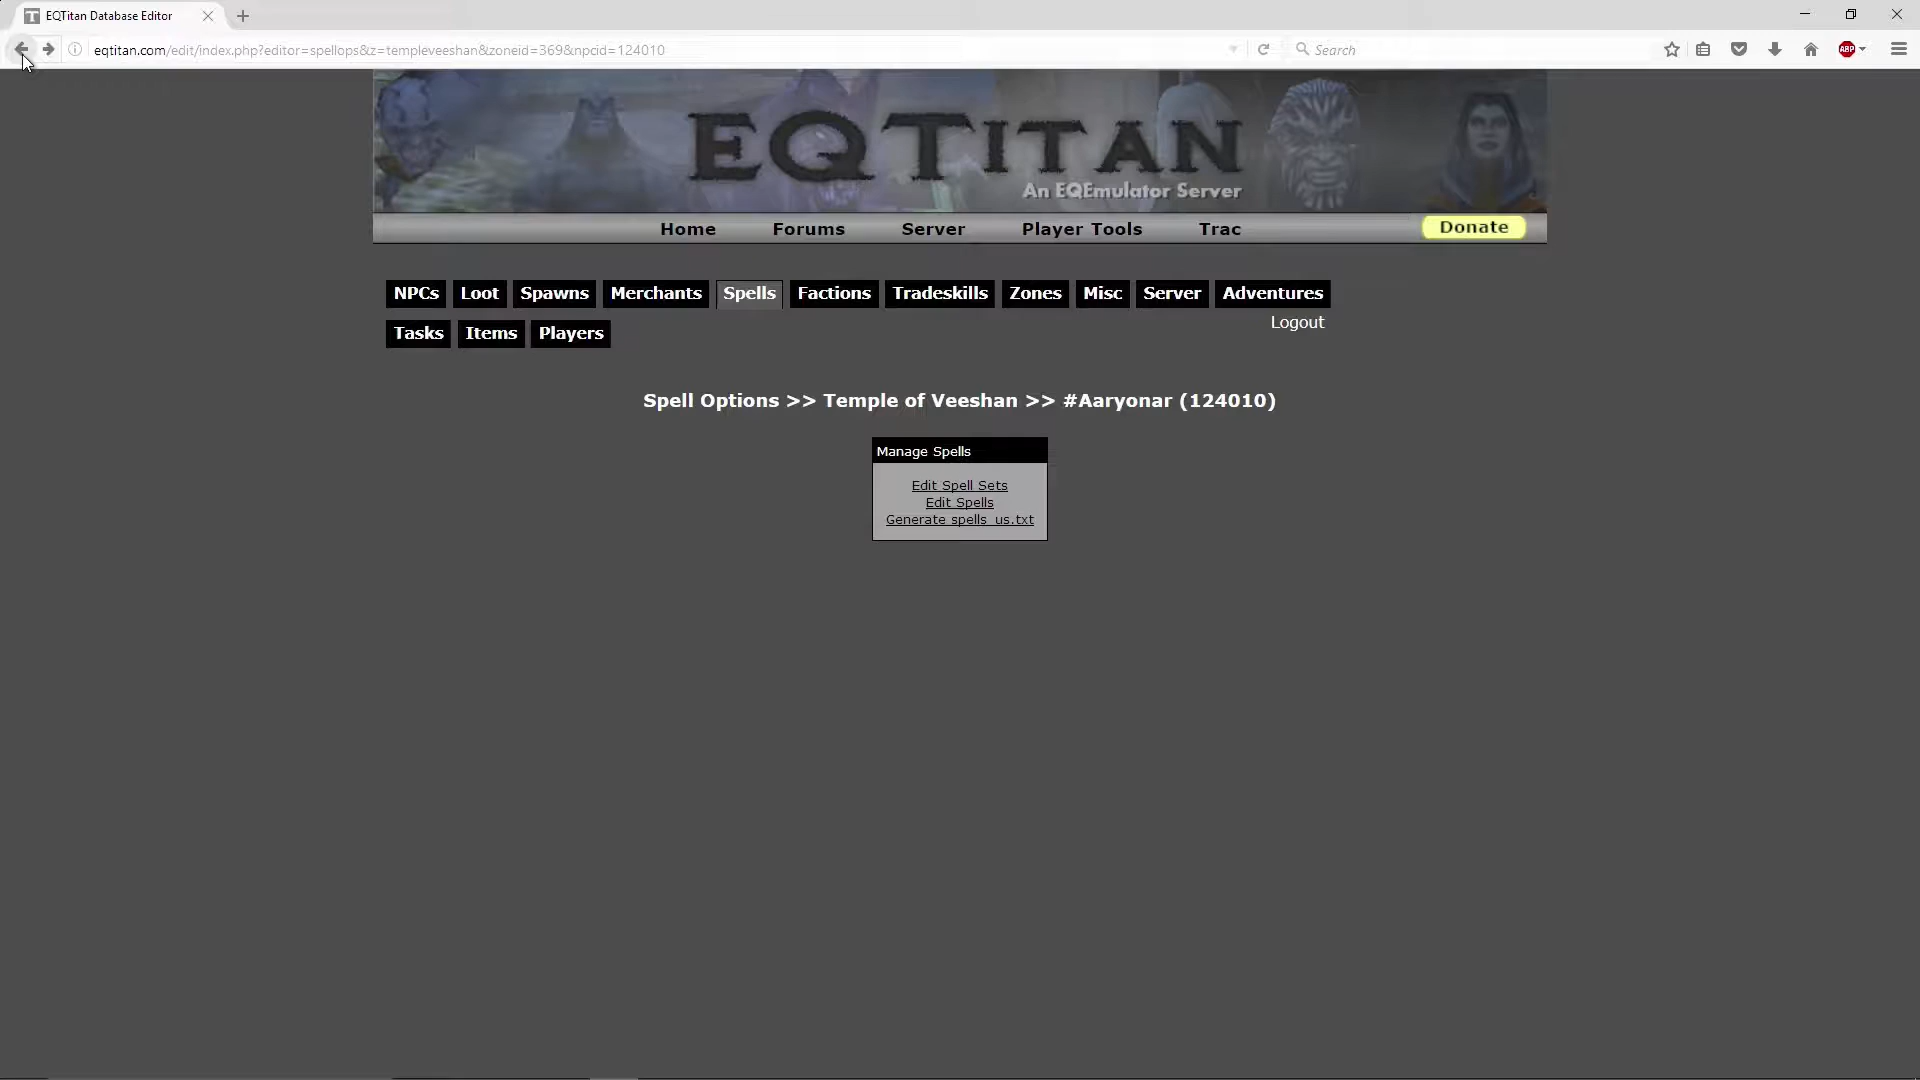 EQTitan Database Editor
eqtitan.com/edit/index.php?editor=spellops&z=templeveeshan&zoneid=369&npcid=124010
Search
ABP
EQTITAN
An EQEmulator Server
Home Forums Server Player Tools Trac Donate
NPCs Loot Spawns Merchants Spells Factions Tradeskills Zones Misc Server Adventures
Logout
Tasks Items Players
Spell Options >> Temple of Veeshan >> #Aaryonar (124010)
Manage Spells
Edit Spell Sets
Edit Spells
Generate spells_us.txt